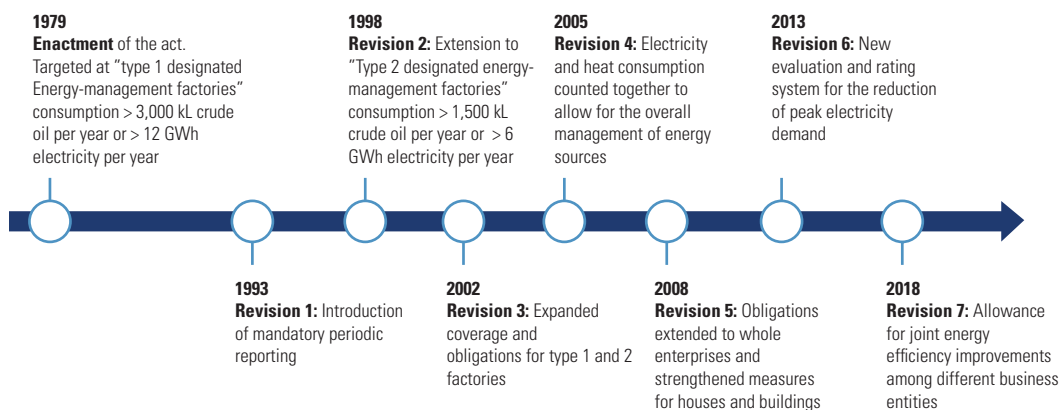 1979
Enactment of the act.
Targeted at “type 1 designated
Energy-management factories”
consumption > 3,000 kL crude
oil per year or > 12 GWh
electricity per year
1993
Revision 1: Introduction
of mandatory periodic
reporting
1998
Revision 2: Extension to
“Type 2 designated energy-
management factories”
consumption > 1,500 kL
crude oil per year or > 6
GWh electricity per year
2002
Revision 3: Expanded
coverage and
obligations for type 1 and 2
factories
2005
Revision 4: Electricity
and heat consumption
counted together to
allow for the overall
management of energy
sources
2008
Revision 5: Obligations
extended to whole
enterprises and
strengthened measures
for houses and buildings
2013
Revision 6: New
evaluation and rating
system for the reduction
of peak electricity
demand
2018
Revision 7: Allowance
for joint energy
efficiency improvements
among different business
entities